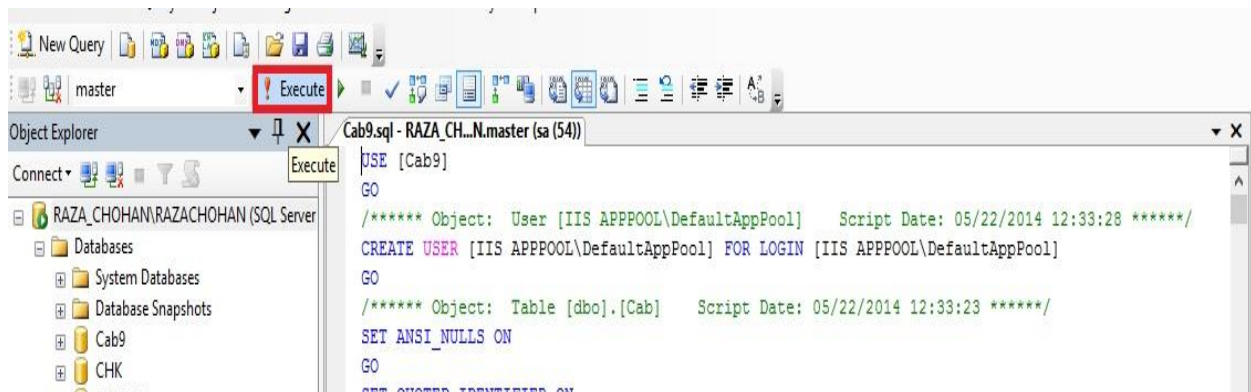 New Query
master
Execute
Object Explorer
Cab9.sql - RAZA_CH...N.master (sa (54))
Execute
Connect
USE [Cab9]
GO
RAZA_CHOHAN\RAZACHOHAN (SQL Server
/****** Object: User [IIS APPPOOL\DefaultAppPool] Script Date: 05/22/2014 12:33:28 ******/
Databases
CREATE USER [IIS APPPOOL\DefaultAppPool] FOR LOGIN [IIS APPPOOL\DefaultAppPool]
System Databases
GO
Database Snapshots
/****** Object: Table [dbo].[Cab] Script Date: 05/22/2014 12:33:23 ******/
Cab9
SET ANSI_NULLS ON
CHK
GO
SET QUOTED_IDENTIFIER ON